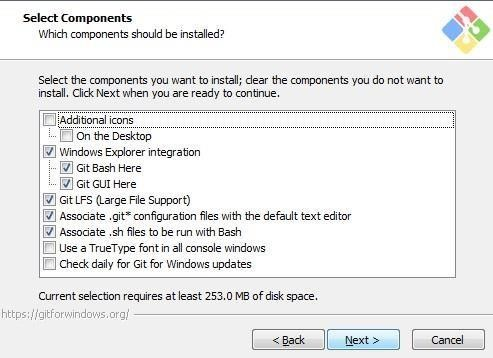 Select Components
Which components should be installed?
Select the components you want to install; clear the components you do not want to
install. Click Next when you are ready to continue.
Additional icons
On the Desktop
Windows Explorer integration
Git Bash Here
Git GUI Here
Git LFS (Large File Support)
Associate .git* configuration files with the default text editor
Associate .sh files to be run with Bash
Use a TrueType font in all console windows
Check daily for Git for Windows updates
Current selection requires at least 253.0 MB of disk space.
https://gitforwindows.org/
< Back
Next >
Cancel